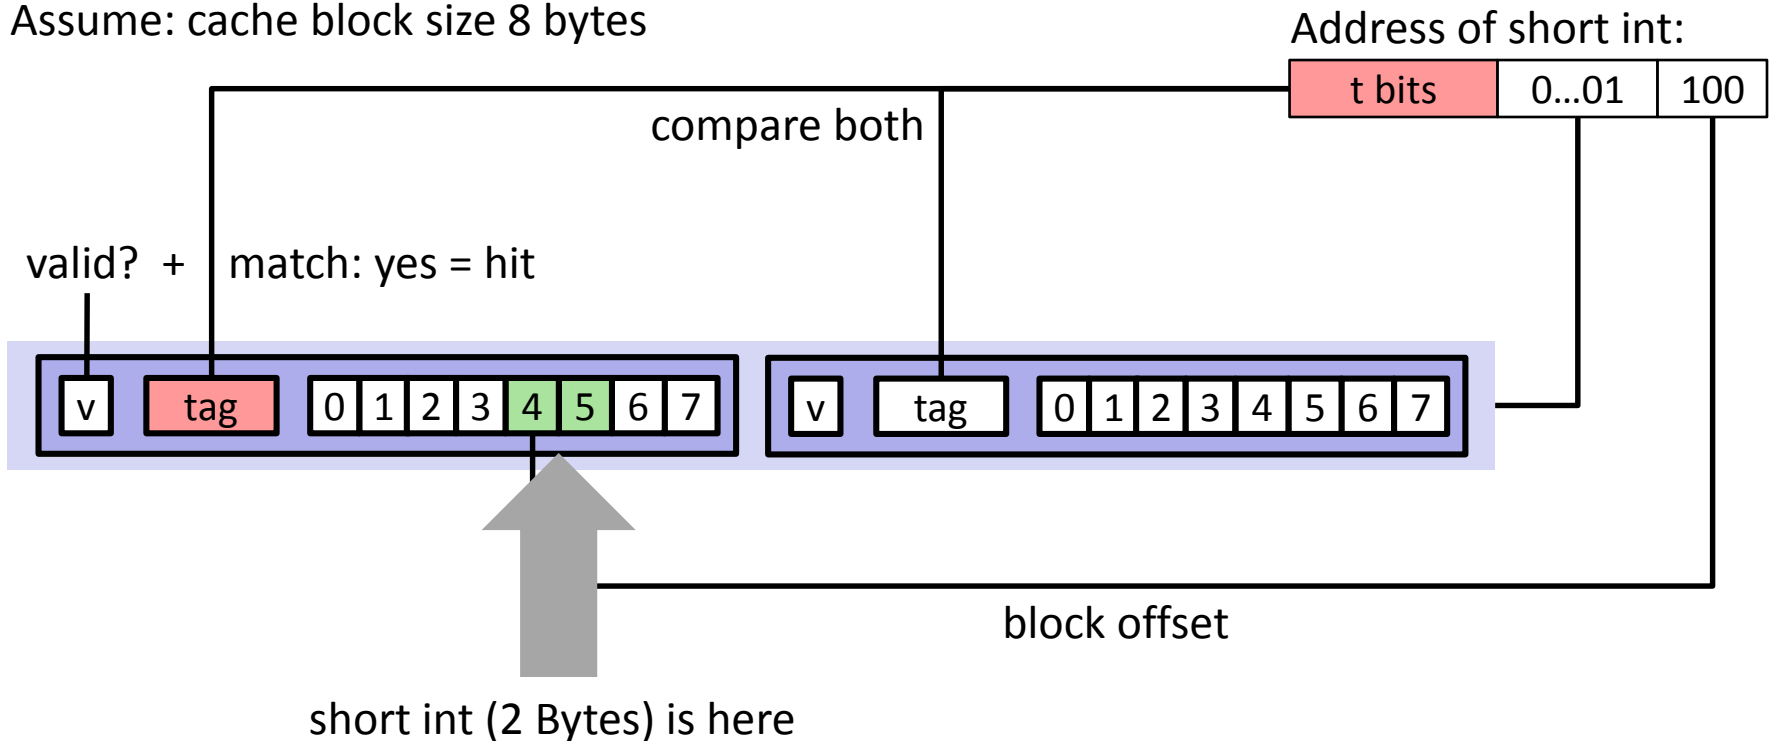 Assume: cache block size 8 bytes
Address of short int:
t bits 0...01 100
compare both
valid? + match: yes = hit
v tag 0 1 2 3 4 5 6 7 v tag 0 1 2 3 4 5 6 7
block offset
short int (2 Bytes) is here